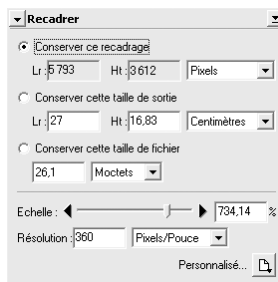 Recadrer
Conserver ce recadrage
Lr : 5 793 Ht : 3 612 Pixels
Conserver cette taille de sortie
Lr : 27 Ht : 16,83 Centimètres
Conserver cette taille de fichier
26,1 Moctets
Echelle : 734,14 %
Résolution : 360 Pixels/Pouce
Personnalisé...